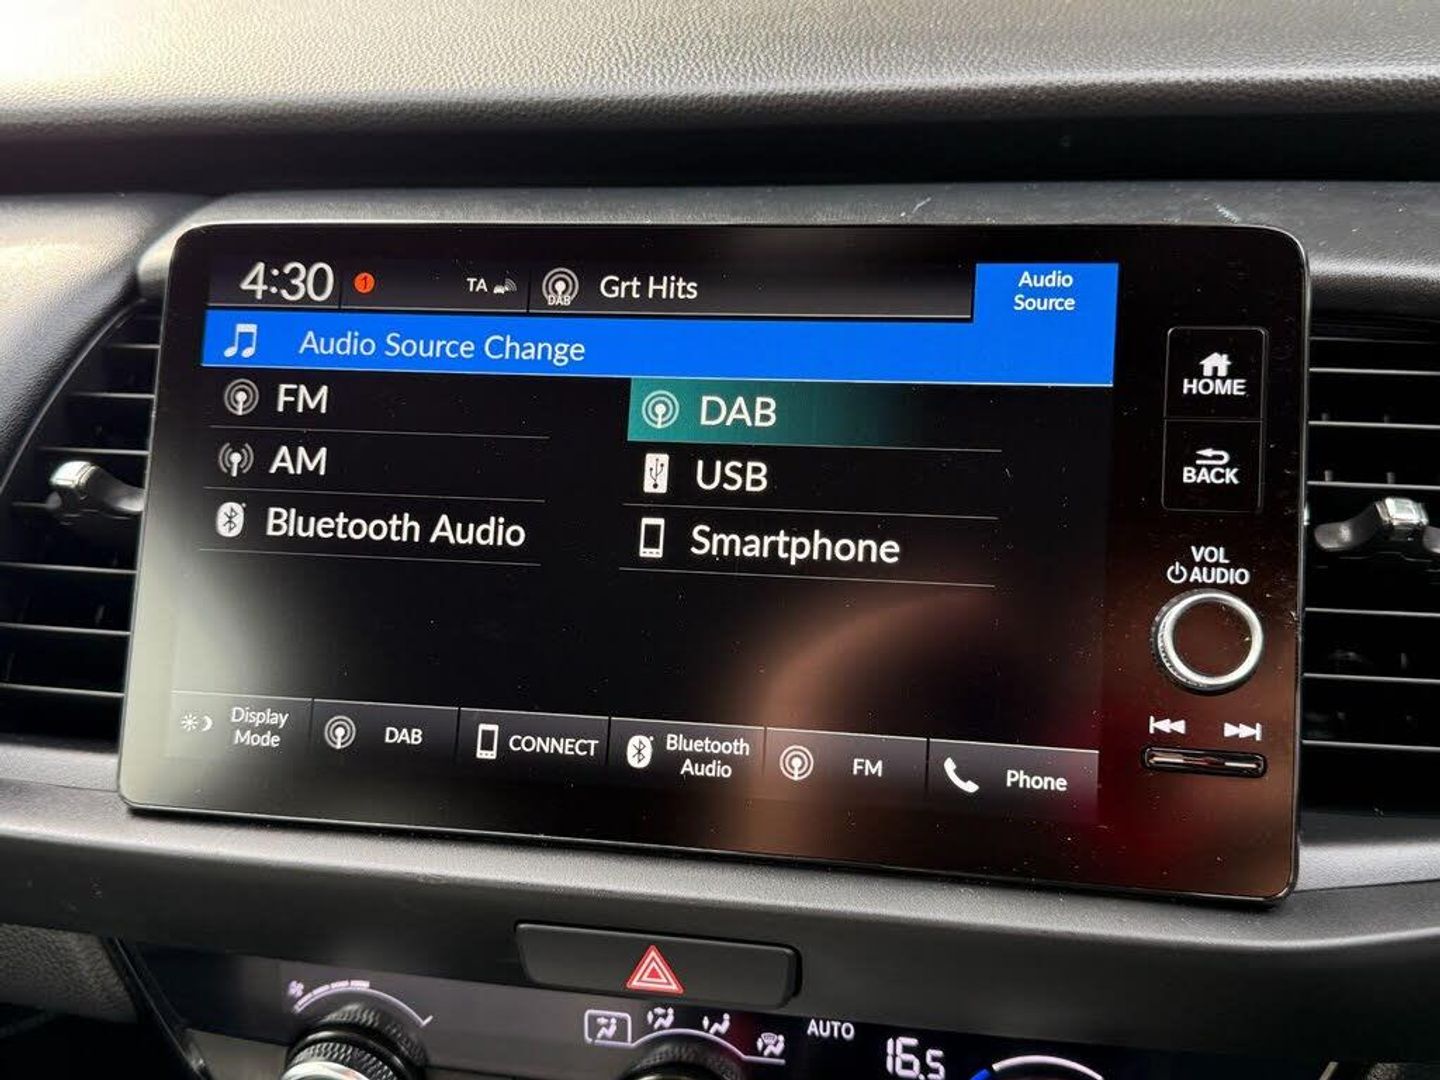 4:30 1 TA DAB Grt Hits
Audio
Source
Audio Source Change
FM
DAB
AM
USB
Bluetooth Audio
Smartphone
Display
Mode
DAB
CONNECT
Bluetooth
Audio
FM
Phone
HOME
BACK
VOL
AUDIO
AUTO
16.5